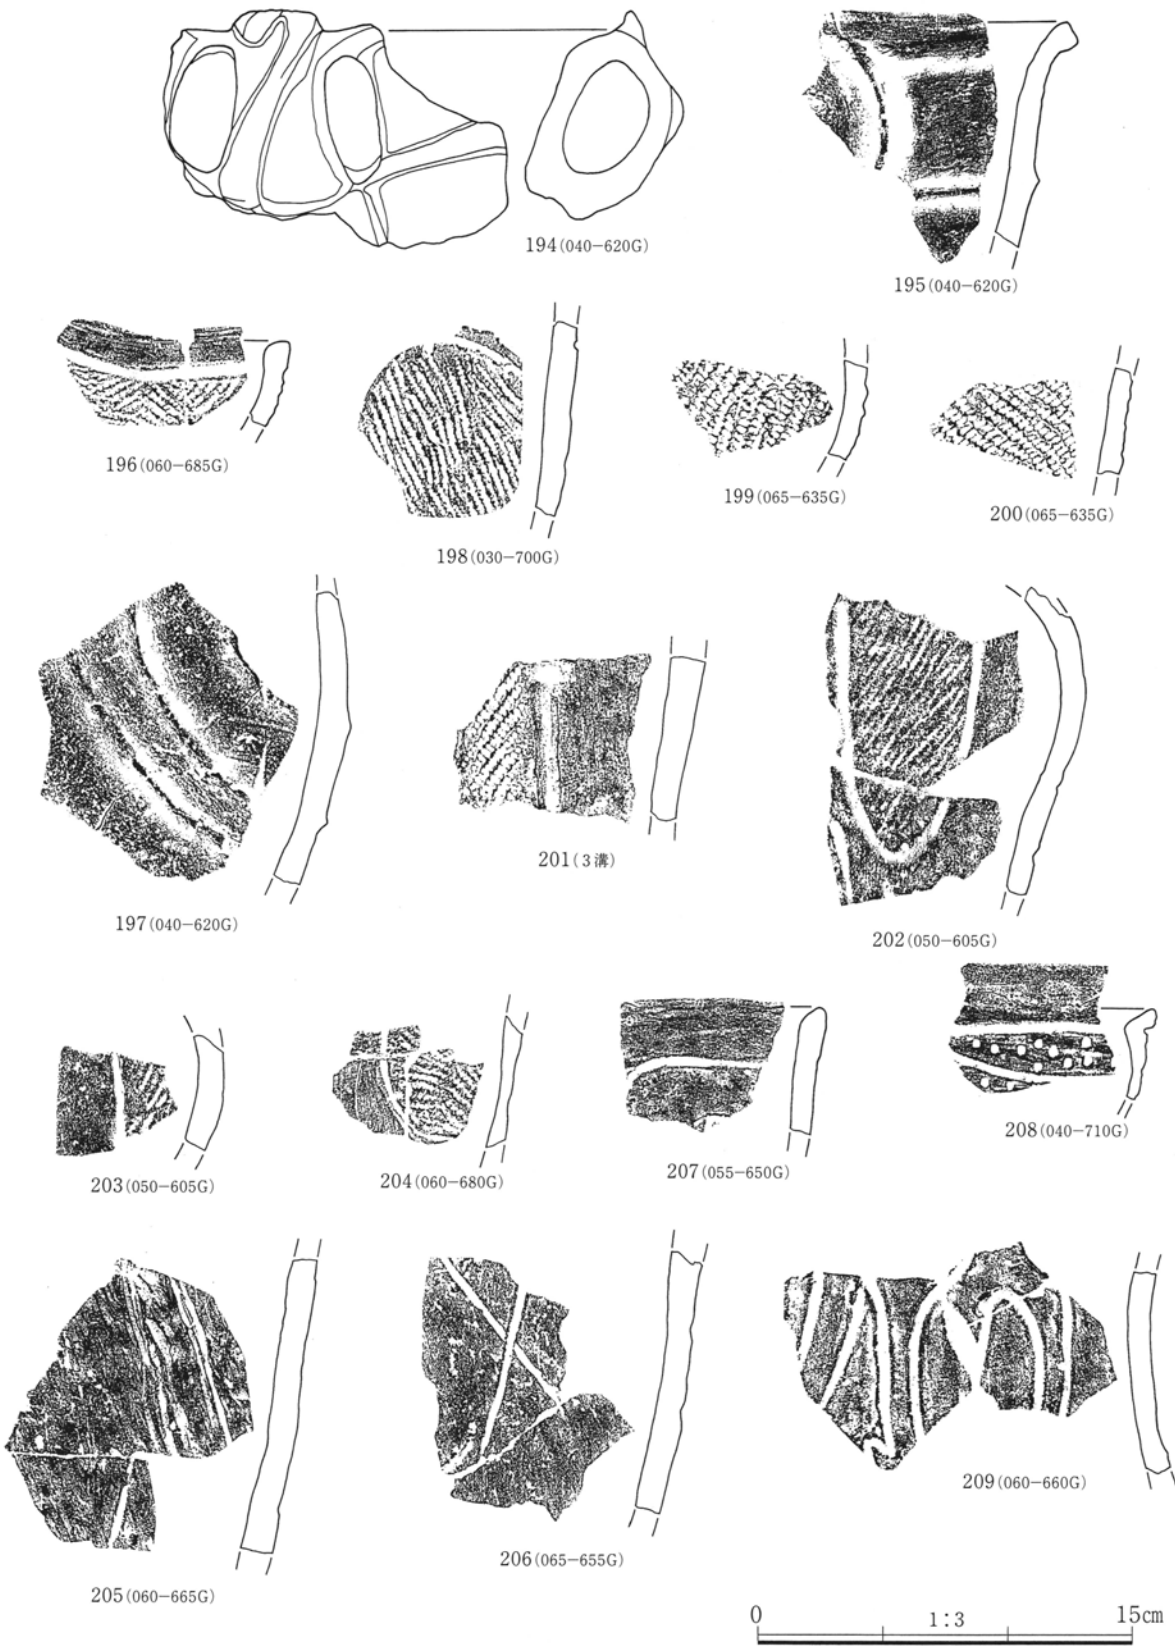 194(040-620G)
195(040-620G)
196(060-685G)
198(030-700G)
199(065-635G)
200(065-635G)
197(040-620G)
201(3溝)
202(050-605G)
203(050-605G)
204(060-680G)
207(055-650G)
208(040-710G)
205(060-665G)
206(065-655G)
209(060-660G)
0 1:3 15cm